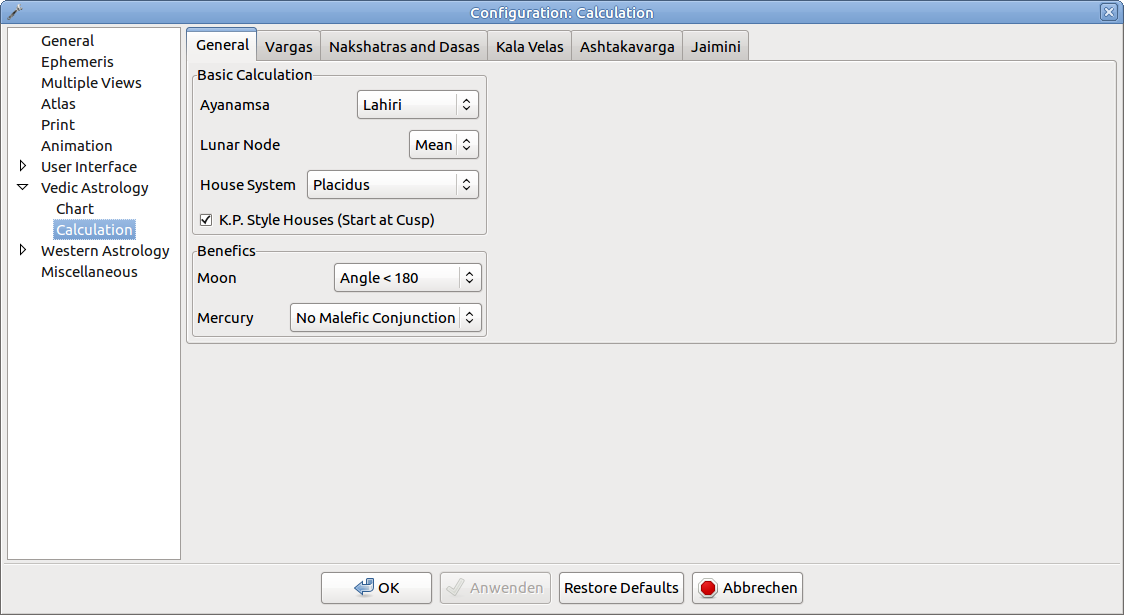 Configuration: Calculation
General
Ephemeris
Multiple Views
Atlas
Print
Animation
User Interface
Vedic Astrology
Chart
Calculation
Western Astrology
Miscellaneous
General Vargas Nakshatras and Dasas Kala Velas Ashtakavarga Jaimini
Basic Calculation
Ayanamsa Lahiri
Lunar Node Mean
House System Placidus
K.P. Style Houses (Start at Cusp)
Benefics
Moon Angle < 180
Mercury No Malefic Conjunction
OK Anwenden Restore Defaults Abbrechen